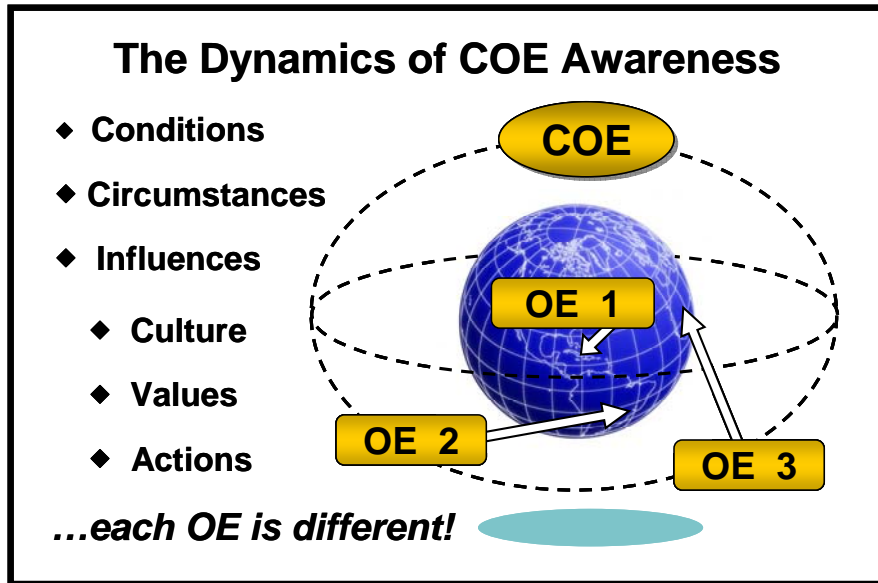 The Dynamics of COE Awareness
◆ Conditions
◆ Circumstances
◆ Influences
◆ Culture
◆ Values
◆ Actions
…each OE is different!
COE
OE 1
OE 2
OE 3